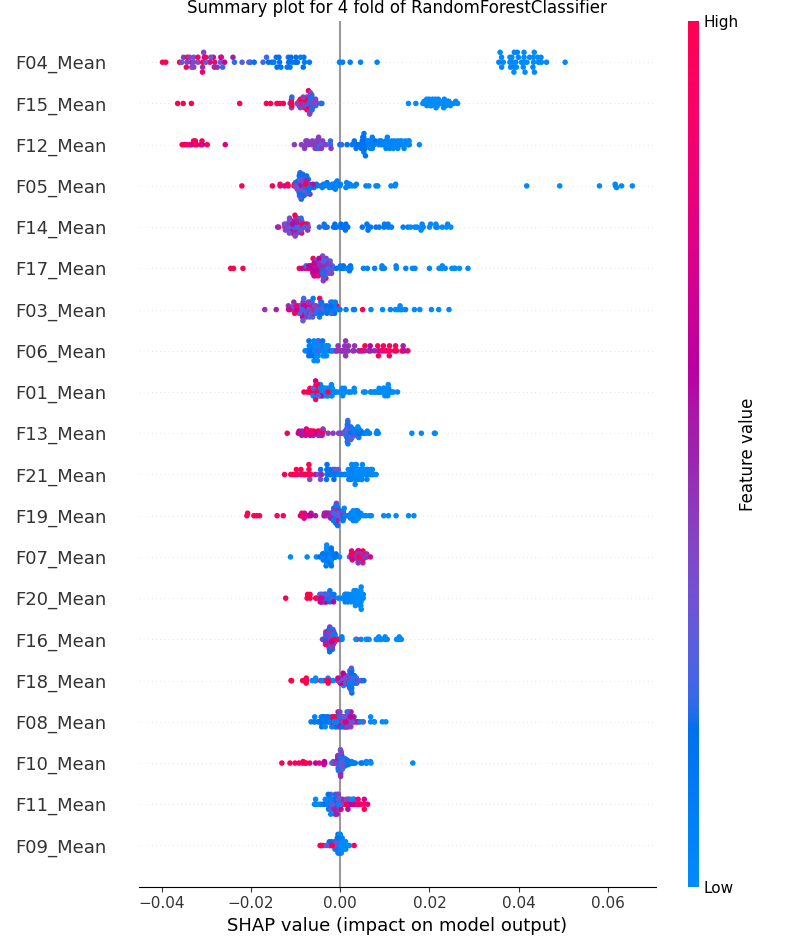 Summary plot for 4 fold of RandomForestClassifier
High
F04_Mean
F15_Mean
F12_Mean
F05_Mean
F14_Mean
F17_Mean
F03_Mean
F06_Mean
F01_Mean
F13_Mean
F21_Mean
F19_Mean
F07_Mean
F20_Mean
F16_Mean
F18_Mean
F08_Mean
F10_Mean
F11_Mean
F09_Mean
Feature value
Low
−0.04 −0.02 0.00 0.02 0.04 0.06
SHAP value (impact on model output)